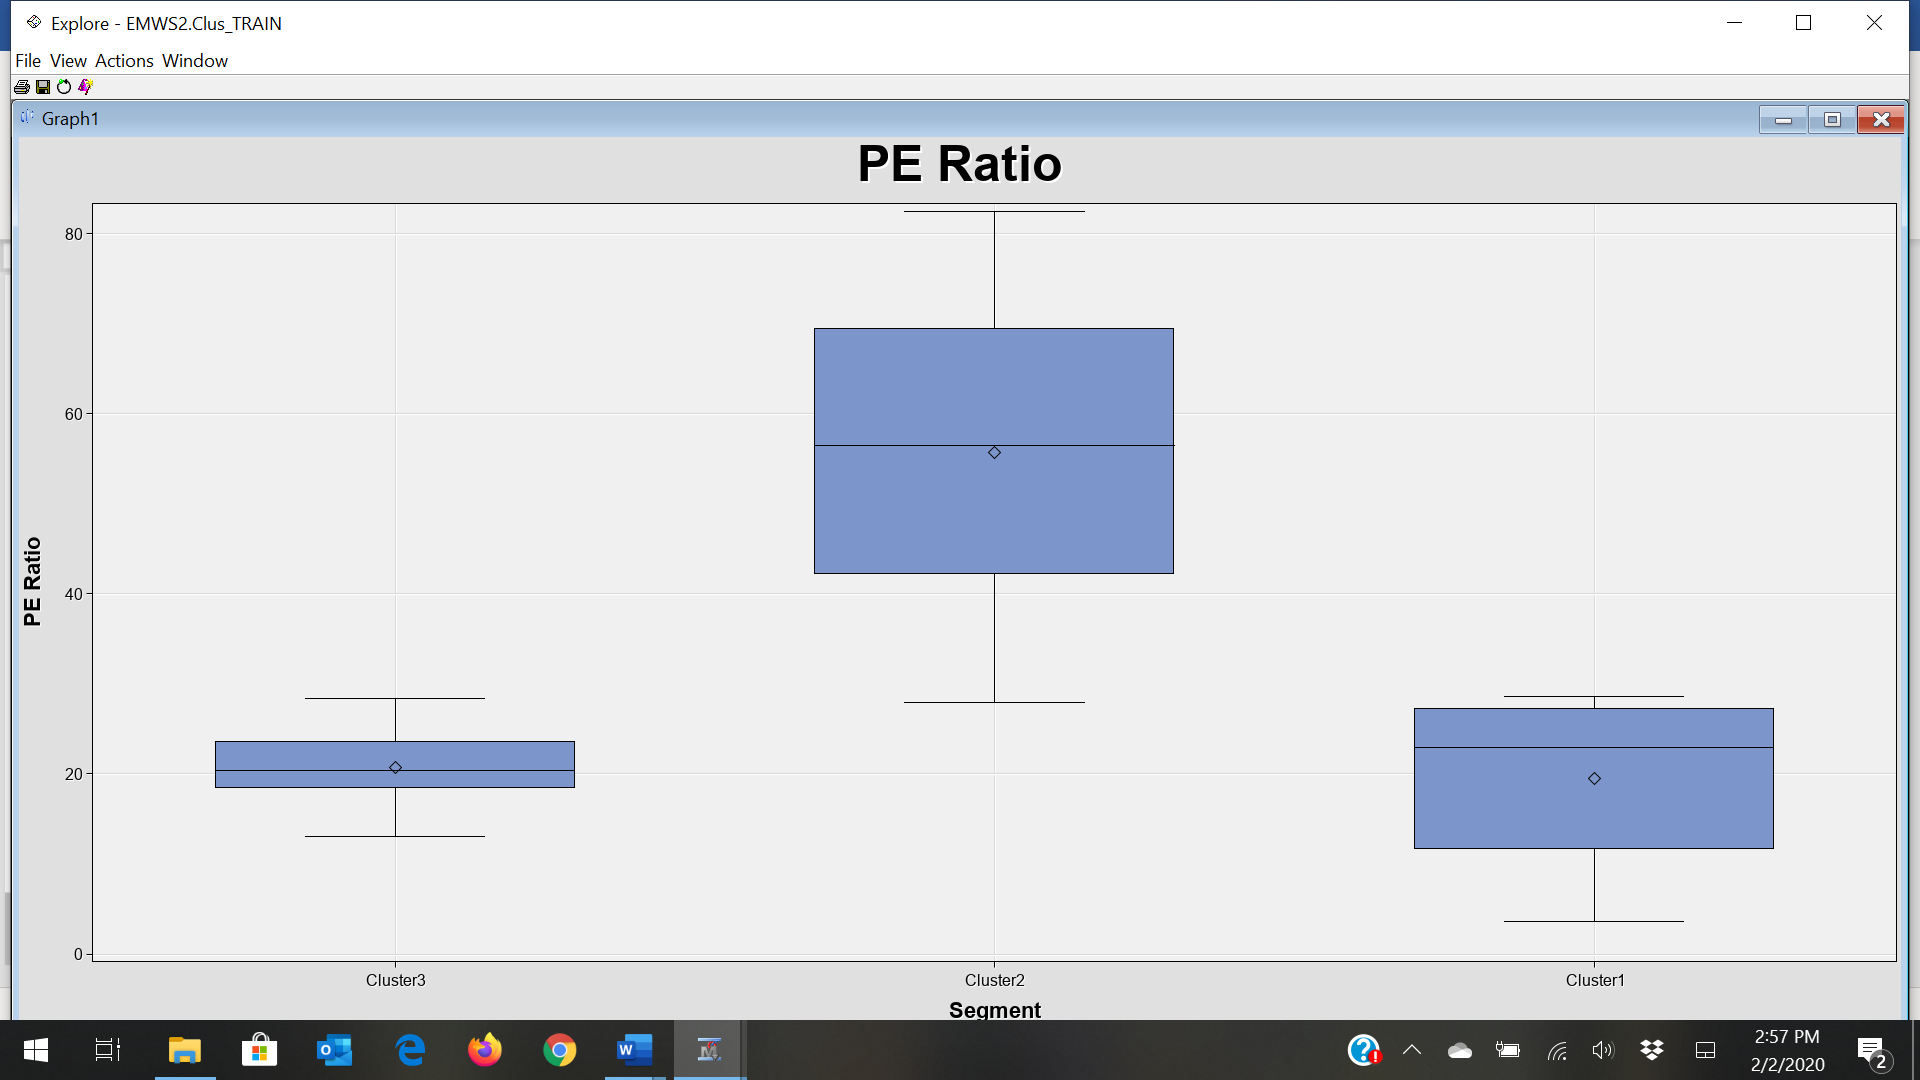 Explore - EMWS2.Clus_TRAIN
File View Actions Window
Graph1
PE Ratio
80
60
40
20
0
PE Ratio
Cluster3 Cluster2 Cluster1
Segment
2:57 PM
2/2/2020
2